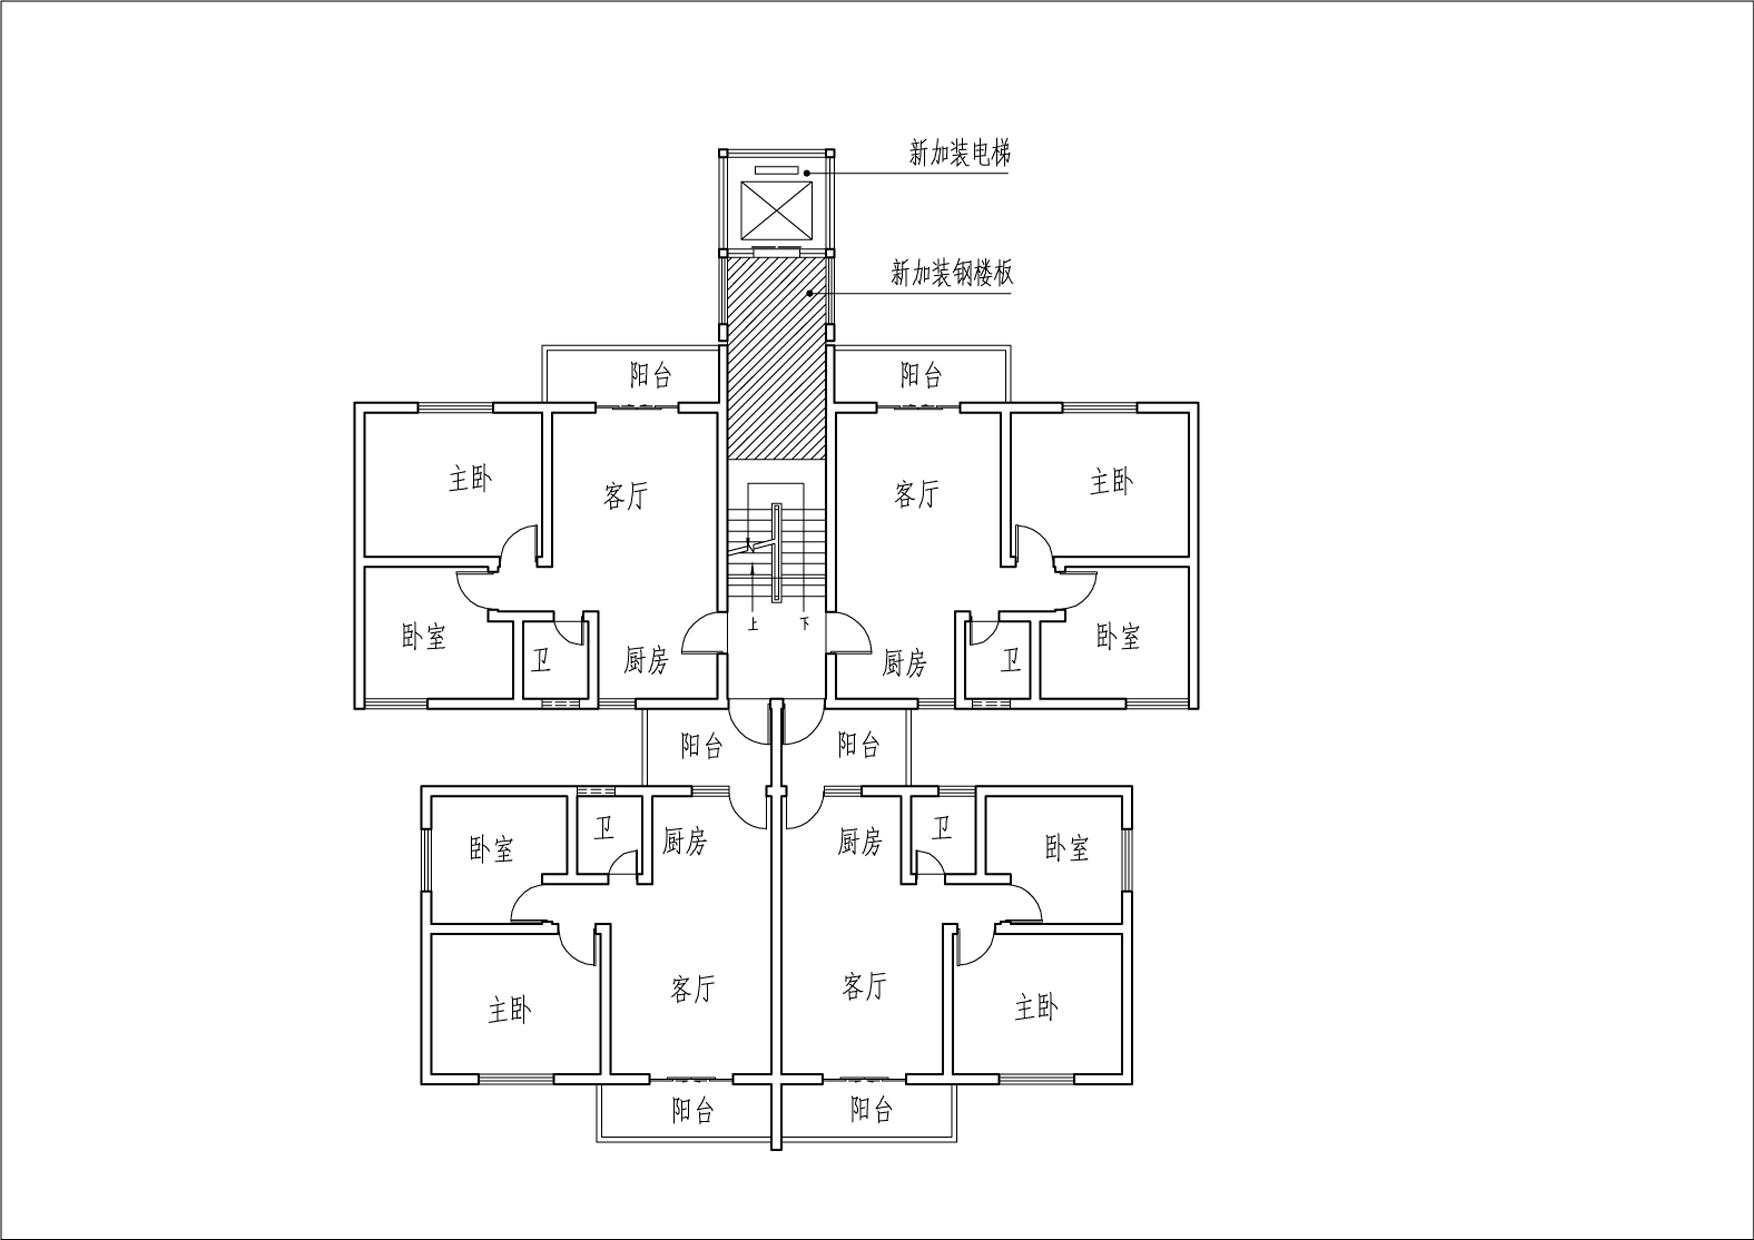 新加装电梯
新加装钢楼板
阳台
阳台
主卧
客厅
客厅
主卧
卧室
卫
厨房
上
下
厨房
卫
卧室
阳台
阳台
卧室
卫
厨房
厨房
卫
卧室
主卧
客厅
客厅
主卧
阳台
阳台